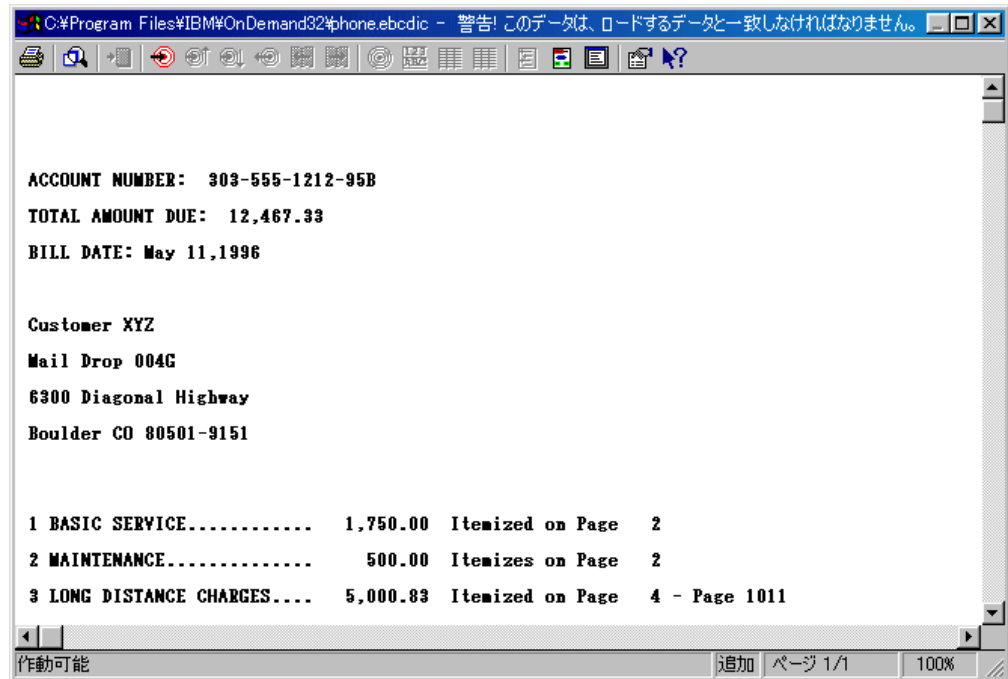 C:¥Program Files¥IBM¥OnDemand32¥phone.ebcdic - 警告! このデータは、ロードするデータと一致しなければなりません。
ACCOUNT NUMBER: 303-555-1212-95B
TOTAL AMOUNT DUE: 12,467.33
BILL DATE: May 11,1996
Customer XYZ
Mail Drop 004G
6300 Diagonal Highway
Boulder CO 80501-9151
1 BASIC SERVICE............ 1,750.00 Itemized on Page 2
2 MAINTENANCE.............. 500.00 Itemizes on Page 2
3 LONG DISTANCE CHARGES.... 5,000.83 Itemized on Page 4 - Page 1011
作動可能 追加 ページ 1/1 100%